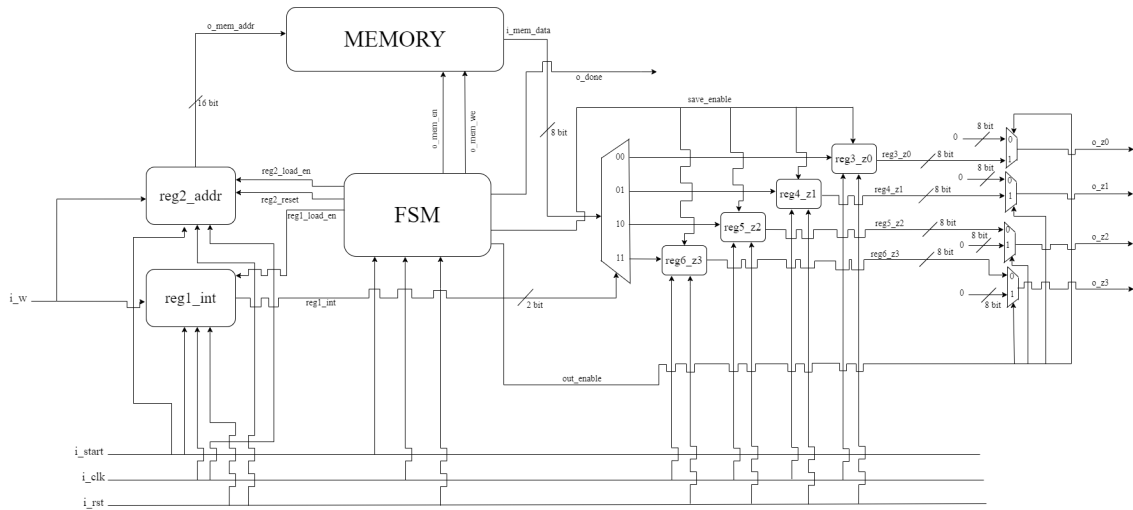 o_mem_addr
MEMORY
i_mem_data
o_done
16 bit
o_mem_en
o_mem_we
8 bit
save_enable
00
01
10
11
reg3_z0
reg4_z1
reg5_z2
reg6_z3
reg3_z0
8 bit
0
8 bit
0
1
o_z0
reg4_z1
8 bit
0
8 bit
0
1
o_z1
reg5_z2
8 bit
0
8 bit
0
1
o_z2
reg6_z3
8 bit
0
8 bit
0
1
o_z3
reg2_load_en
reg2_reset
reg1_load_en
reg2_addr
FSM
i_w
reg1_int
reg1_int
2 bit
out_enable
i_start
i_clk
i_rst